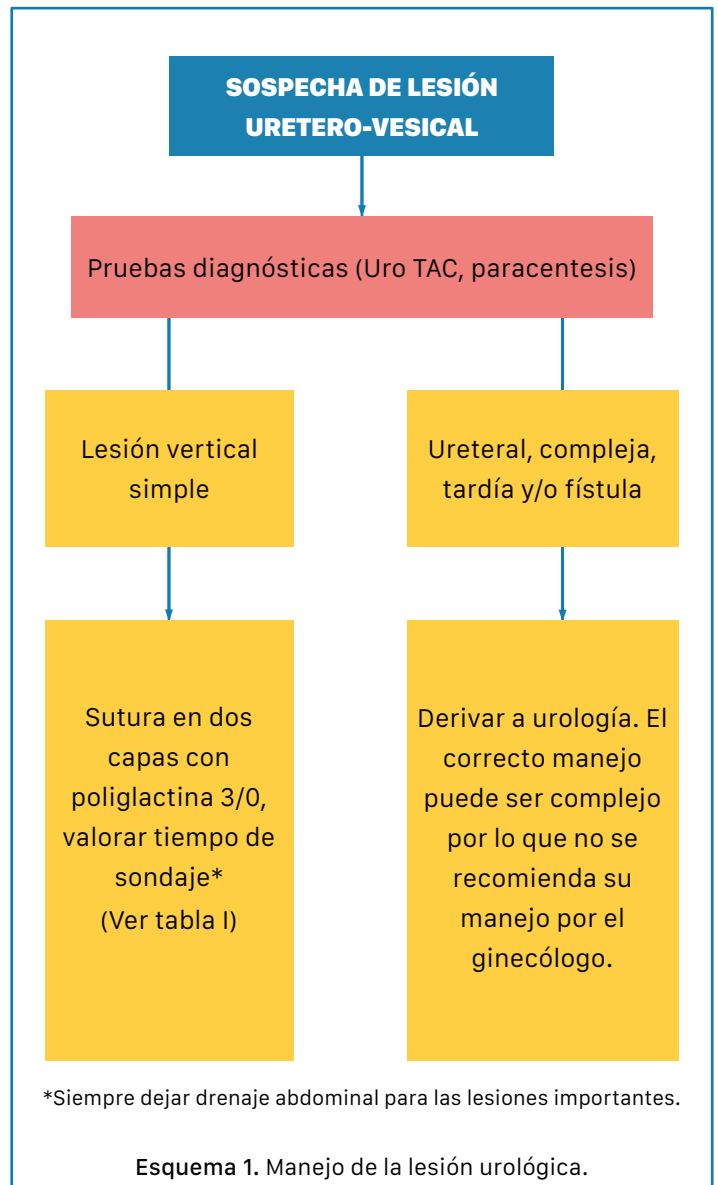 SOSPECHA DE LESIÓN
URETERO-VESICAL
Pruebas diagnósticas (Uro TAC, paracentesis)
Lesión vertical
simple
Ureteral, compleja,
tardía y/o fístula
Sutura en dos
capas con
poliglactina 3/0,
valorar tiempo de
sondaje*
(Ver tabla I)
Derivar a urología. El
correcto manejo
puede ser complejo
por lo que no se
recomienda su
manejo por el
ginecólogo.
*Siempre dejar drenaje abdominal para las lesiones importantes.
Esquema 1. Manejo de la lesión urológica.